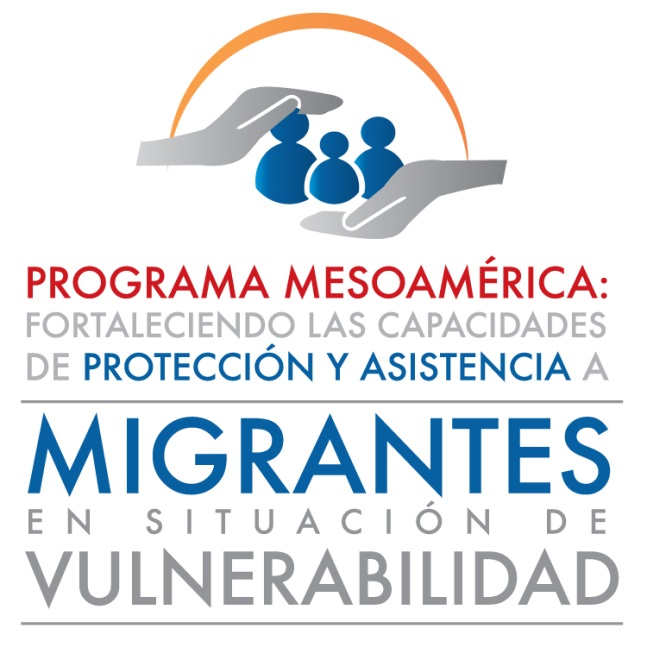 PROGRAMA MESOAMÉRICA:
FORTALECIENDO LAS CAPACIDADES
DE PROTECCIÓN Y ASISTENCIA A
MIGRANTES
EN SITUACIÓN DE
VULNERABILIDAD